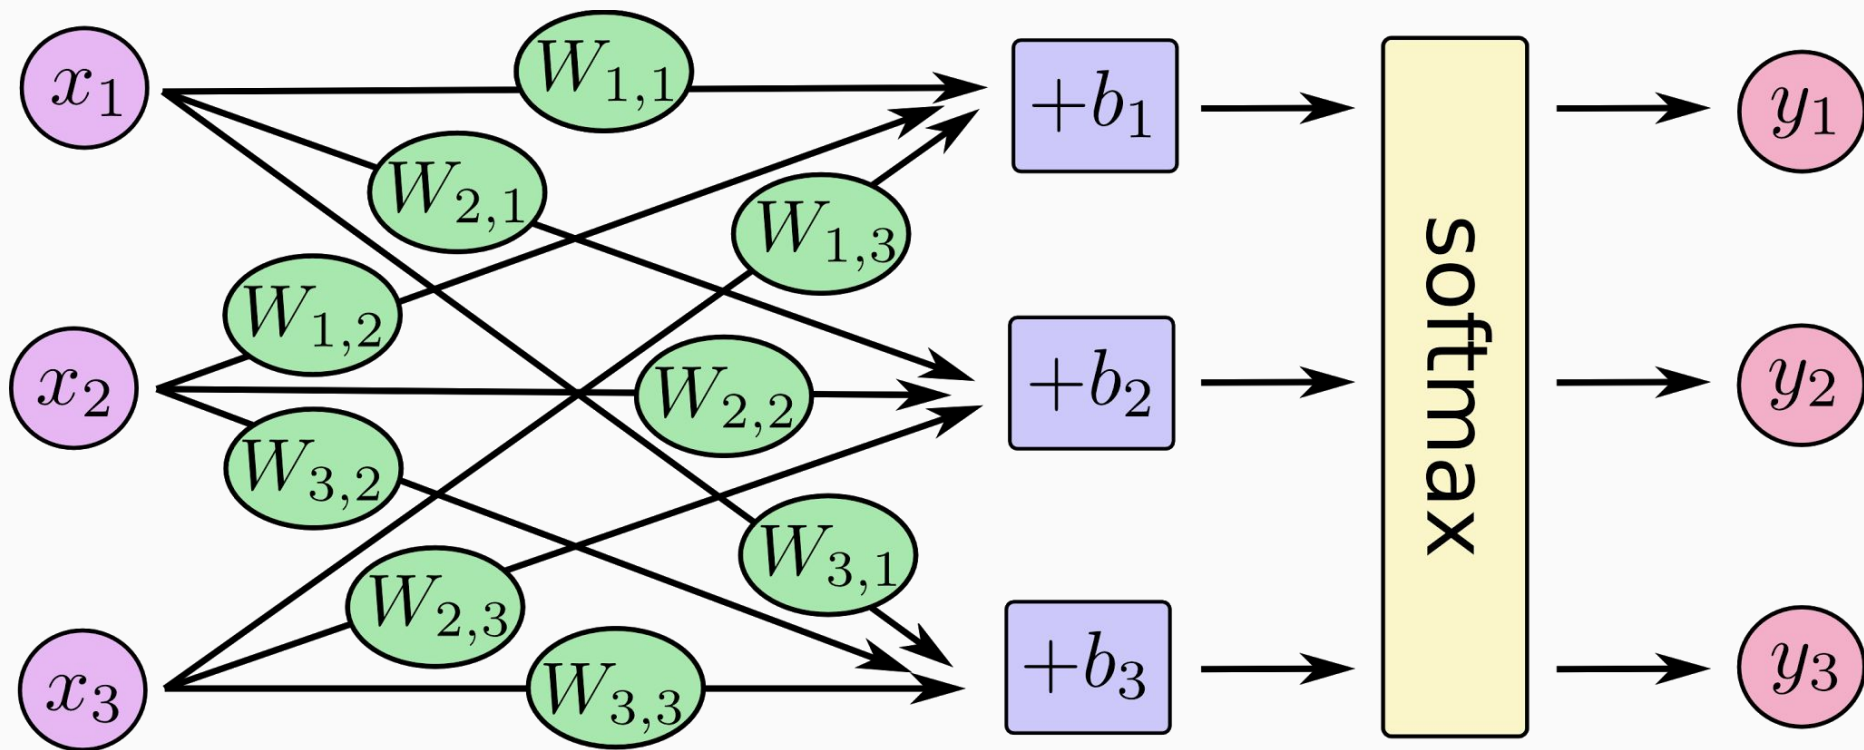 x₁
W₁,₁
+b₁
y₁
W₂,₁
W₁,₃
W₁,₂
x₂
W₂,₂
+b₂
softmax
y₂
W₃,₂
W₃,₁
W₂,₃
x₃
W₃,₃
+b₃
y₃